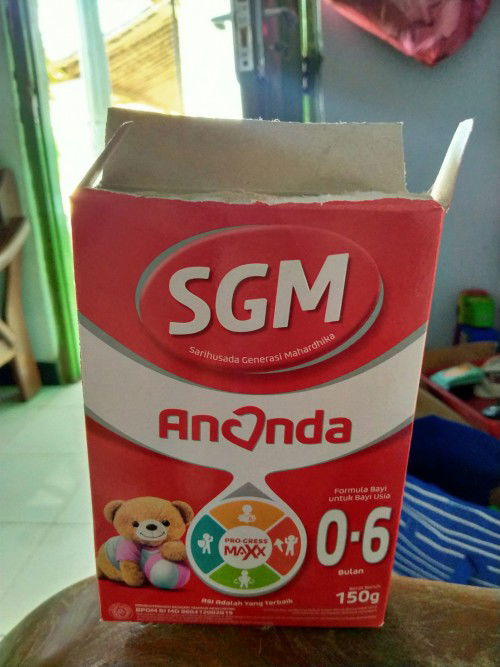 SGM
Sarihusada Generasi Mahardhika
Ananda
Formula Bayi
untuk Bayi Usia
0-6
Bulan
PRO-GRESS
MAXX
ASI Adalah Yang Terbaik
150g